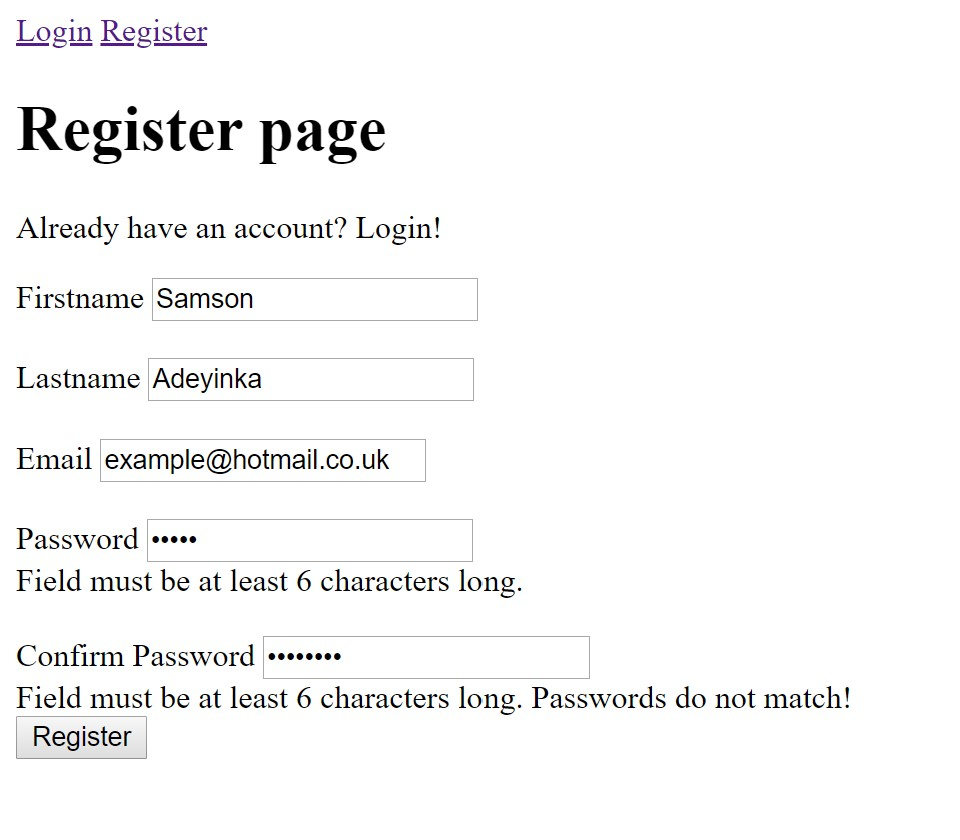 Login Register
Register page
Already have an account? Login!
Firstname Samson
Lastname Adeyinka
Email example@hotmail.co.uk
Password •••••
Field must be at least 6 characters long.
Confirm Password ••••••••
Field must be at least 6 characters long. Passwords do not match!
Register